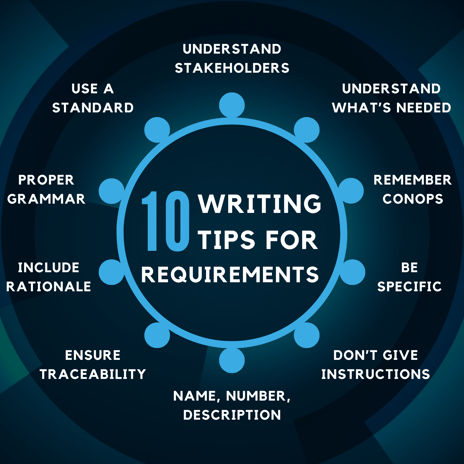 UNDERSTAND
STAKEHOLDERS
USE A
STANDARD
UNDERSTAND
WHAT'S NEEDED
PROPER
GRAMMAR
REMEMBER
CONOPS
10 WRITING
TIPS FOR
REQUIREMENTS
INCLUDE
RATIONALE
BE
SPECIFIC
ENSURE
TRACEABILITY
DON'T GIVE
INSTRUCTIONS
NAME, NUMBER,
DESCRIPTION